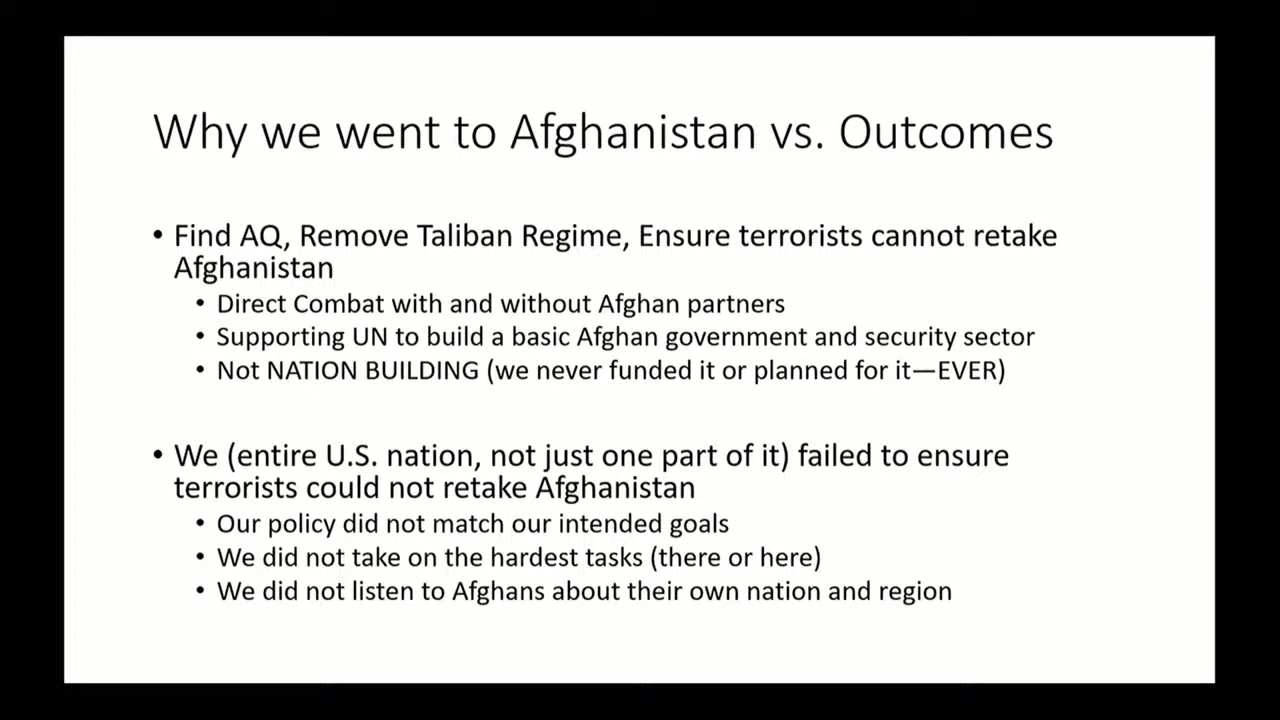 Why we went to Afghanistan vs. Outcomes
• Find AQ, Remove Taliban Regime, Ensure terrorists cannot retake
Afghanistan
• Direct Combat with and without Afghan partners
• Supporting UN to build a basic Afghan government and security sector
• Not NATION BUILDING (we never funded it or planned for it—EVER)
• We (entire U.S. nation, not just one part of it) failed to ensure
terrorists could not retake Afghanistan
• Our policy did not match our intended goals
• We did not take on the hardest tasks (there or here)
• We did not listen to Afghans about their own nation and region